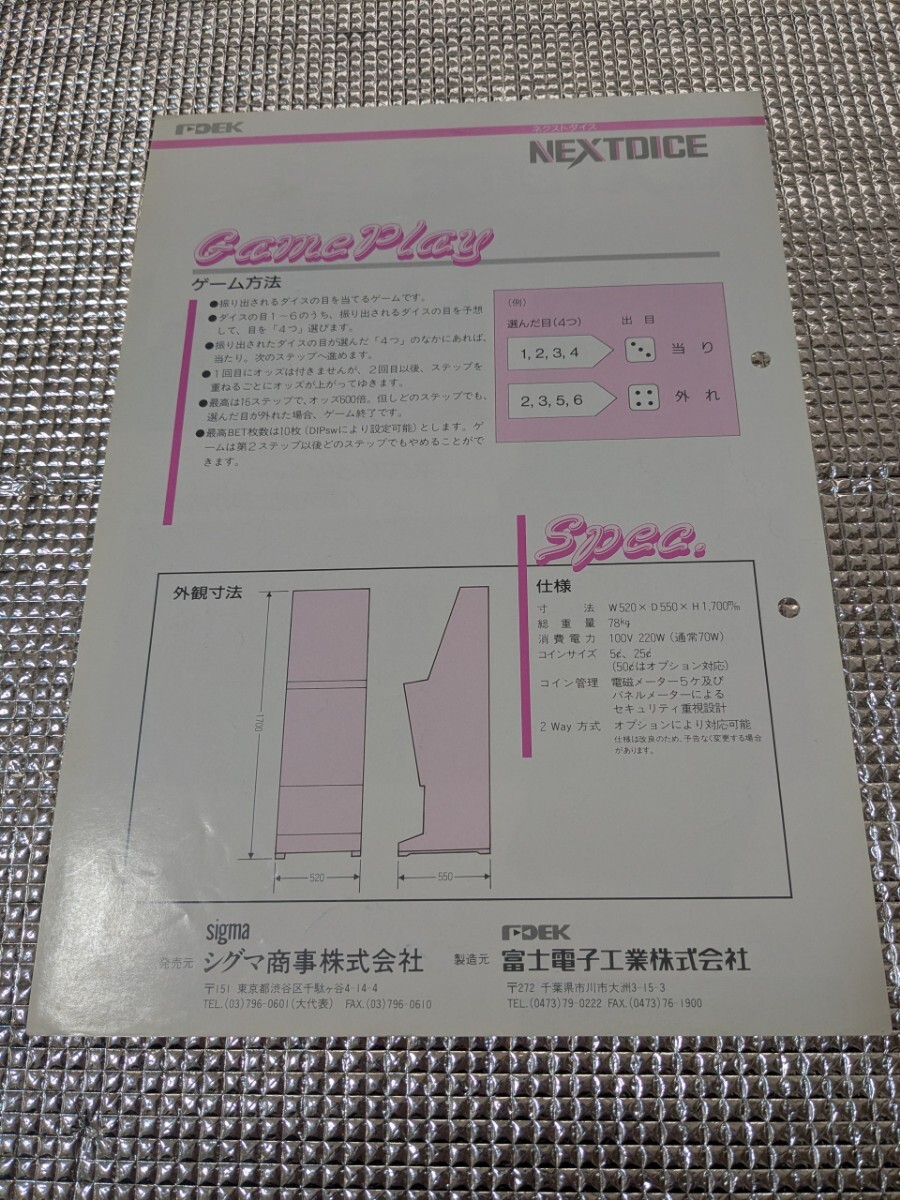 FDEK
ネクストダイス
NEXTDICE
Game Play
ゲーム方法
●振り出されるダイスの目を当てるゲームです。
●ダイスの目1－6のうち、振り出されるダイスの目を予想
して、目を「4つ」選びます。
●振り出されたダイスの目が選んだ「4つ」のなかにあれば、
当たり。次のステップへ進めます。
●1回目にオッズは付きませんが、2回目以後、ステップを
重ねるごとにオッズが上がってゆきます。
●最高は16ステップで、オッズ600倍。但しどのステップでも、
選んだ目が外れた場合、ゲーム終了です。
●最高BET枚数は10枚（DIPswにより設定可能）とします。ゲ
ームは第2ステップ以後どのステップでもやめることがで
きます。
（例）
選んだ目(4つ) 出目
1, 2, 3, 4 当り
2, 3, 5, 6 外れ
Spec.
仕様
寸法 W520×D550×H1,700㎜
総重量 78kg
消費電力 100V 220W（通常70W）
コインサイズ 5¢、25¢
(50¢はオプション対応)
コイン管理 電磁メーター5ケ及び
パネルメーターによる
セキュリティ重視設計
2 Way 方式 オプションにより対応可能
仕様は改良のため、予告なく変更する場合
があります。
外観寸法
1700
520
550
sigma
発売元 シグマ商事株式会社
〒151 東京都渋谷区千駄ヶ谷4-14-4
TEL.(03)796-0601(大代表) FAX.(03)796-0610
FDEK
製造元 富士電子工業株式会社
〒272 千葉県市川市大洲3-15-3
TEL.(0473)79-0222 FAX.(0473)76-1900